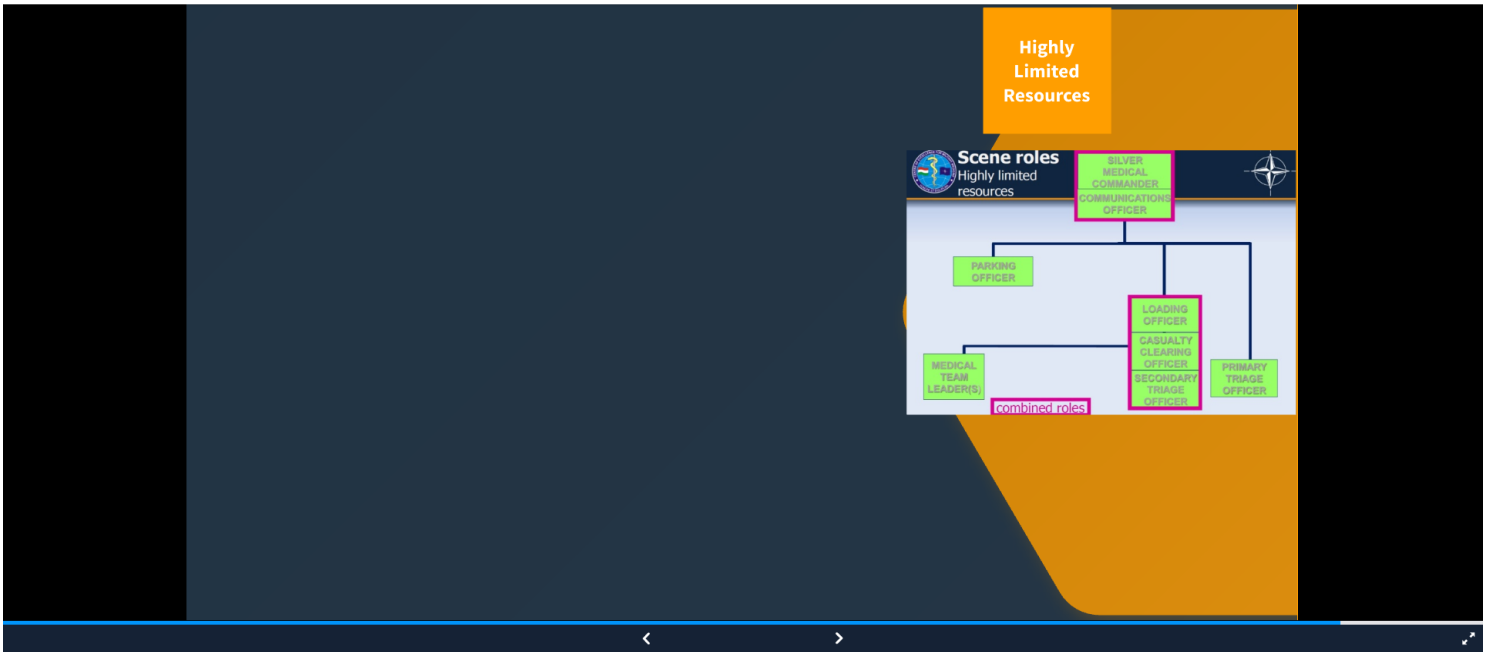 Highly
Limited
Resources
Scene roles
Highly limited
resources
SILVER
MEDICAL
COMMANDER
COMMUNICATIONS
OFFICER
PARKING
OFFICER
LOADING
OFFICER
CASUALTY
CLEARING
OFFICER
SECONDARY
TRIAGE
OFFICER
MEDICAL
TEAM
LEADER(S)
PRIMARY
TRIAGE
OFFICER
combined roles